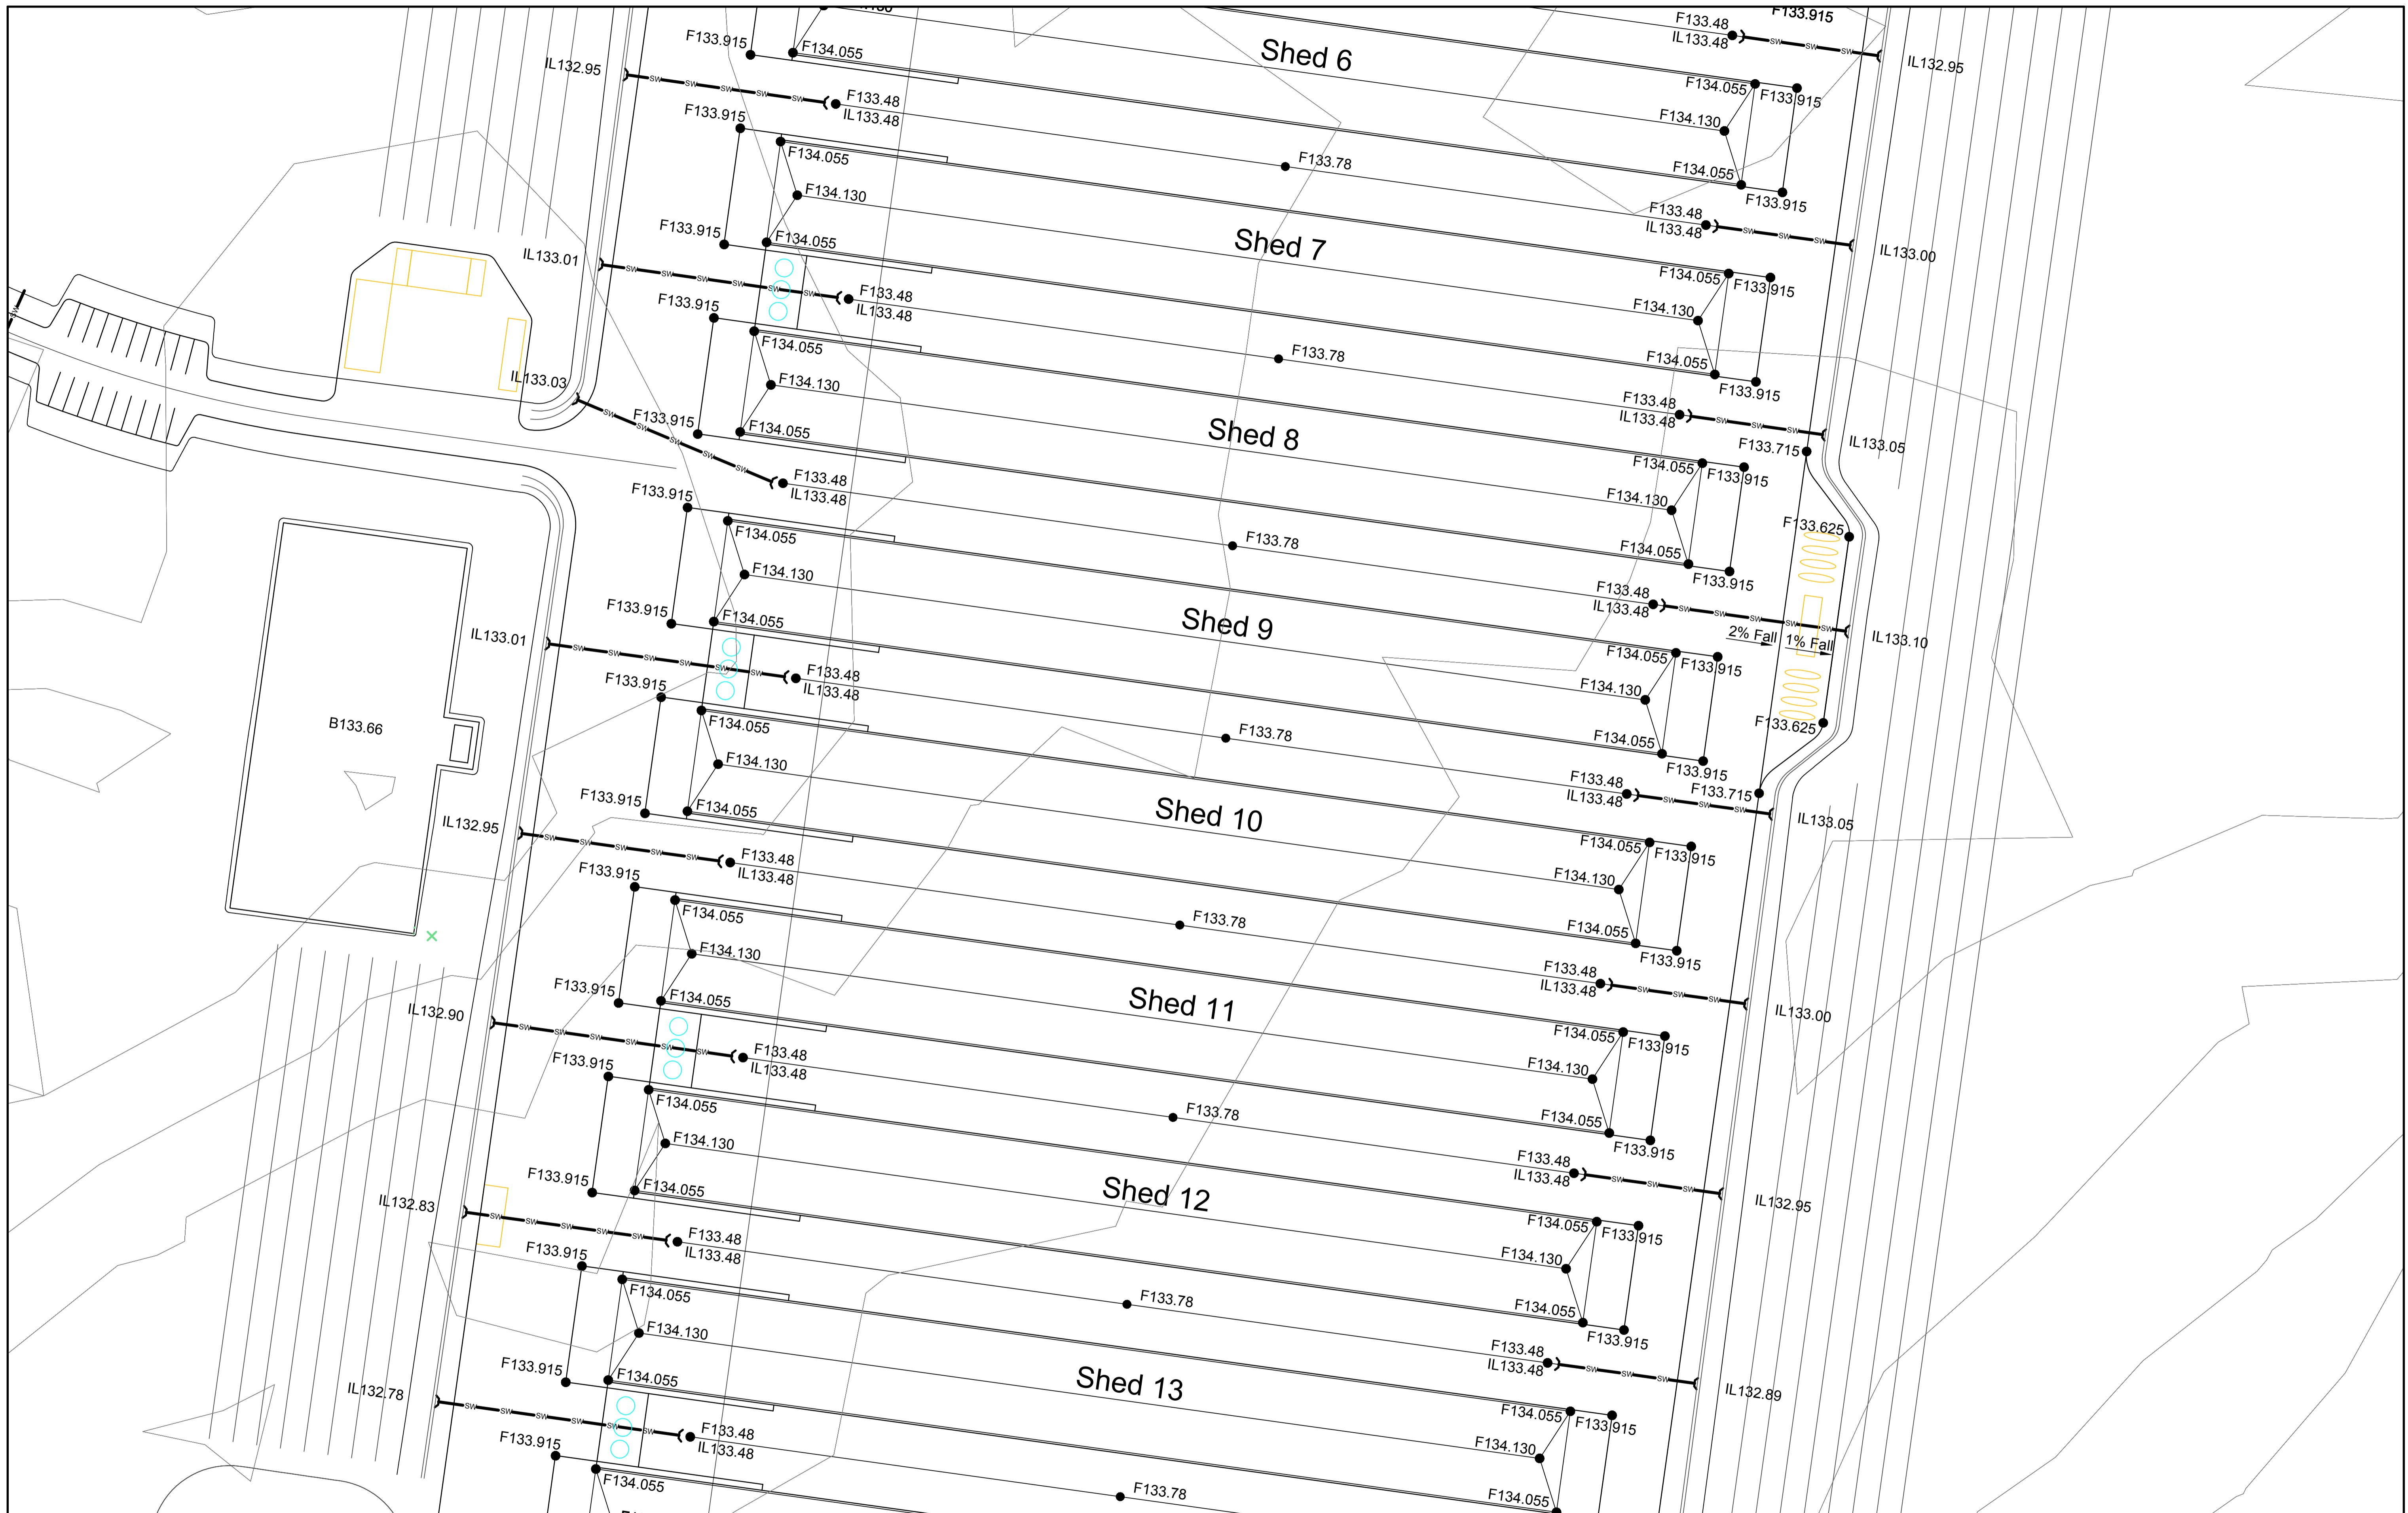 F133.48
IL133.48
F133.915
F133.915
F134.055
Shed 6
IL132.95
IL132.95
F134.055
F133.915
F133.48
IL133.48
F133.915
F134.130
F134.055
F133.78
F134.055
F133.915
F134.130
F133.48
IL133.48
F133.915
F134.055
Shed 7
IL133.00
IL133.01
F134.055
F133.915
F133.48
IL133.48
F133.915
F134.130
F134.055
F133.78
F134.055
F133.915
IL133.03
F134.130
F133.48
IL133.48
F133.915
F134.055
Shed 8
IL133.05
F133.715
F134.055
F133.915
F133.48
IL133.48
F133.915
F134.130
F133.625
F134.055
F133.78
F134.055
F133.915
F134.130
F133.48
IL133.48
F133.915
F134.055
Shed 9
IL133.01
2% Fall
1% Fall
IL133.10
F134.055
F133.915
F133.48
IL133.48
F133.915
F134.130
B133.66
F134.055
F133.78
F133.625
F134.055
F133.915
F134.130
F133.48
IL133.48
F133.715
F133.915
F134.055
Shed 10
IL133.05
IL132.95
F134.055
F133.915
F133.48
IL133.48
F133.915
F134.130
F134.055
F133.78
F134.055
F133.915
F134.130
F133.48
IL133.48
F133.915
F134.055
Shed 11
IL133.00
IL132.90
F134.055
F133.915
F133.48
IL133.48
F133.915
F134.130
F134.055
F133.78
F134.055
F133.915
F134.130
F133.48
IL133.48
F133.915
F134.055
Shed 12
IL132.95
IL132.83
F134.055
F133.915
F133.48
IL133.48
F133.915
F134.130
F134.055
F133.78
F134.055
F133.915
F134.130
F133.48
IL133.48
F133.915
F134.055
Shed 13
IL132.89
IL132.78
F134.055
F133.915
F133.48
IL133.48
F133.915
F134.130
F134.055
F133.78
F134.055